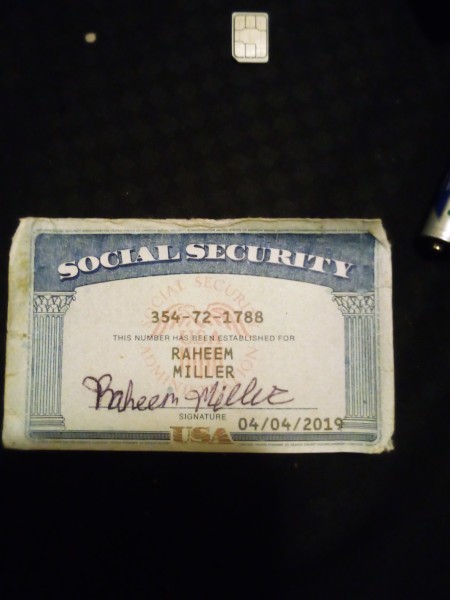 SOCIAL SECURITY
354-72-1788
THIS NUMBER HAS BEEN ESTABLISHED FOR
RAHEEM
MILLER
Raheem Miller
SIGNATURE
USA 04/04/2019